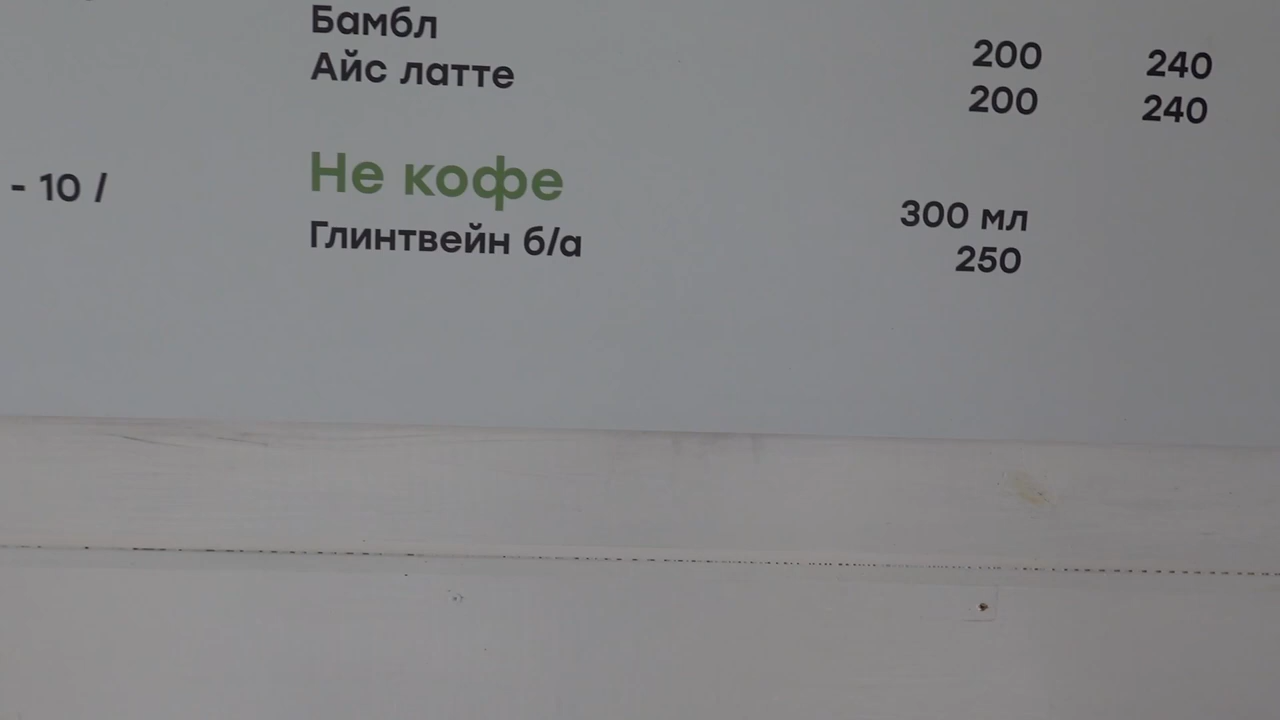 Бамбл 200 240
Айс латте 200 240
- 10 /
Не кофе 300 мл
Глинтвейн б/а 250